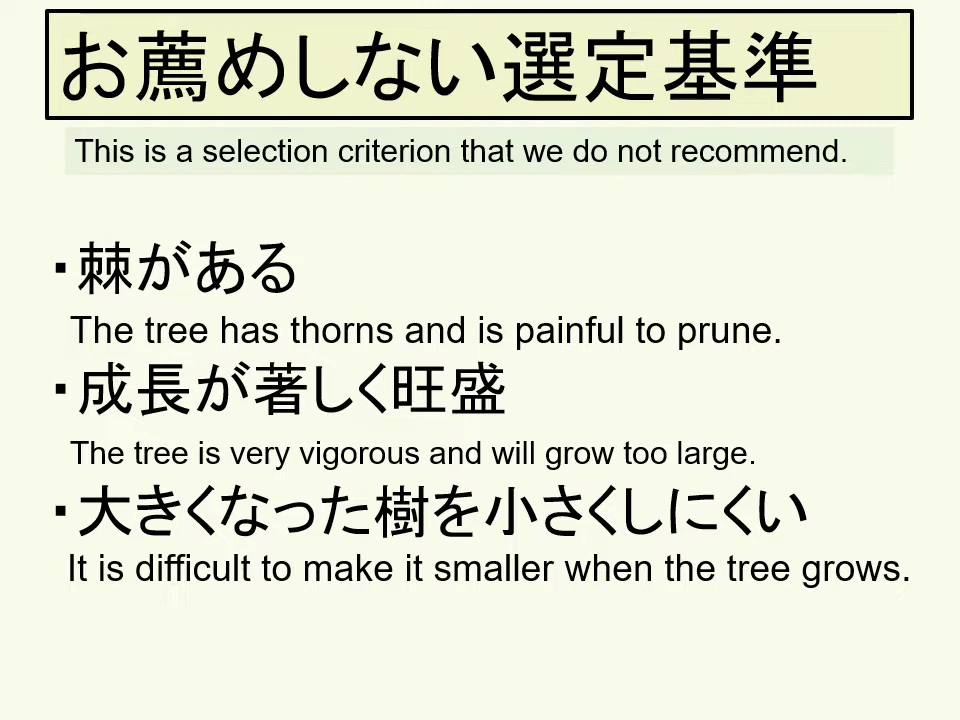 お薦めしない選定基準
This is a selection criterion that we do not recommend.
・棘がある
The tree has thorns and is painful to prune.
・成長が著しく旺盛
The tree is very vigorous and will grow too large.
・大きくなった樹を小さくしにくい
It is difficult to make it smaller when the tree grows.